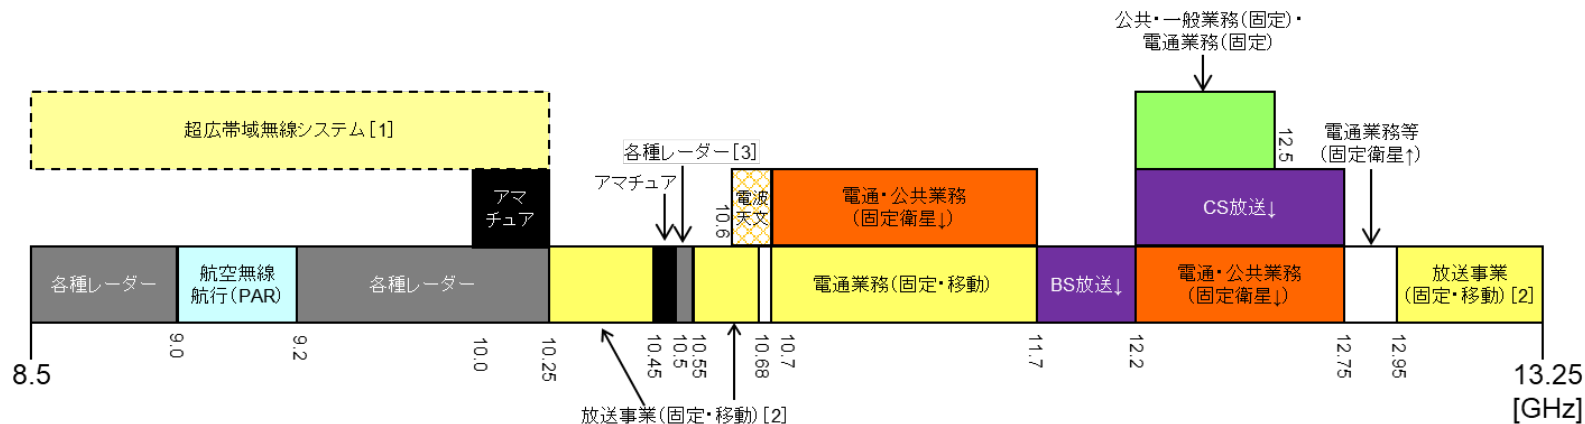 公共・一般業務(固定)・
電通業務(固定)
超広帯域無線システム[1]
各種レーダー[3]
アマチュア
12.5
電通業務等
(固定衛星↑)
アマ
チュア
10.6
電波
天文
電通・公共業務
(固定衛星↓)
CS放送↓
各種レーダー
航空無線
航行(PAR)
各種レーダー
電通業務(固定・移動)
BS放送↓
電通・公共業務
(固定衛星↓)
放送事業
(固定・移動)[2]
8.5
9.0
9.2
10.0
10.25
10.45
10.5
10.55
10.68
10.7
11.7
12.2
12.75
12.95
13.25
[GHz]
放送事業(固定・移動)[2]